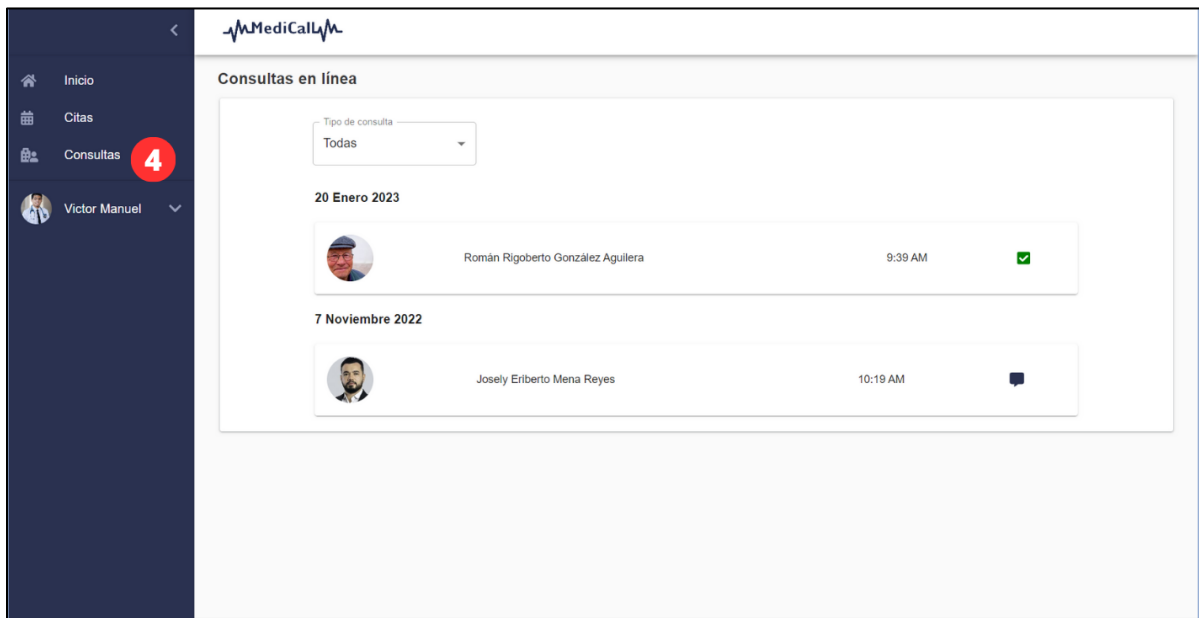 MediCall
Inicio
Citas
Consultas
4
Victor Manuel
Consultas en línea
Tipo de consulta
Todas
20 Enero 2023
Román Rigoberto González Aguilera 9:39 AM
7 Noviembre 2022
Josely Eriberto Mena Reyes 10:19 AM